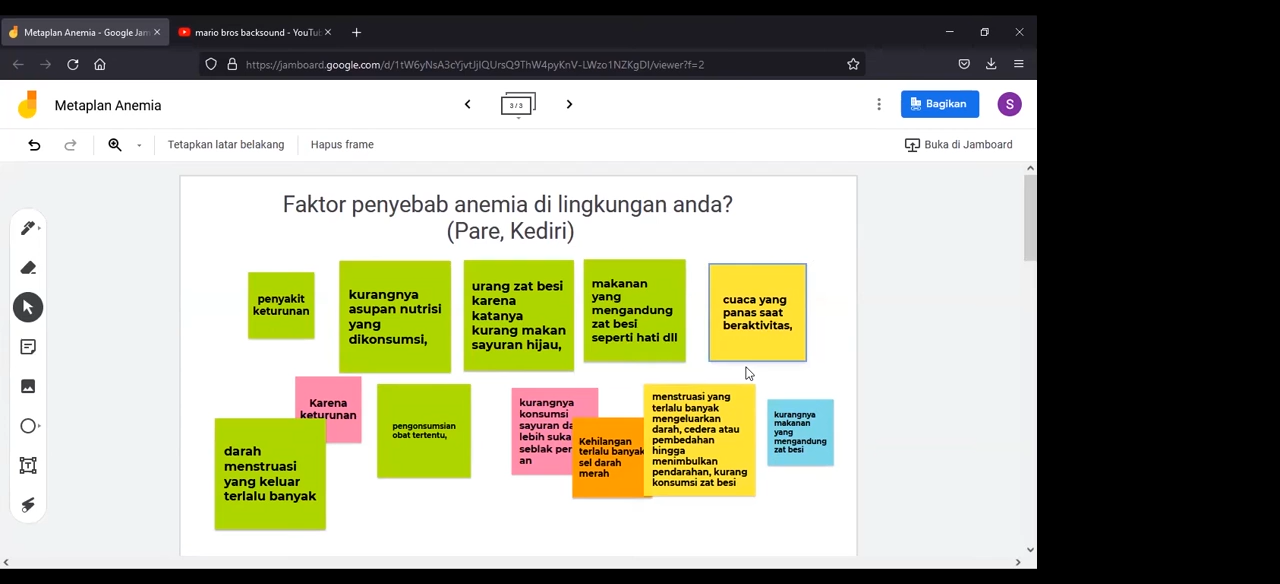 Metaplan Anemia - Google Jam
mario bros backsound - YouTu
https://jamboard.google.com/d/1tW6yNsA3cYjvtJjIQUrsQ9ThW4pyKnV-LWzo1NZKgDI/viewer?f=2
Metaplan Anemia
3 / 3
Bagikan
S
Tetapkan latar belakang
Hapus frame
Buka di Jamboard
Faktor penyebab anemia di lingkungan anda?
(Pare, Kediri)
penyakit
keturunan
kurangnya
asupan nutrisi
yang
dikonsumsi,
urang zat besi
karena
katanya
kurang makan
sayuran hijau,
makanan
yang
mengandung
zat besi
seperti hati dll
cuaca yang
panas saat
beraktivitas,
Karena
keturunan
darah
menstruasi
yang keluar
terlalu banyak
pengonsumsian
obat tertentu,
kurangnya
konsumsi
sayuran da
lebih suka
seblak per
an
Kehilangan
terlalu banyak
sel darah
merah
menstruasi yang
terlalu banyak
mengeluarkan
darah, cedera atau
pembedahan
hingga
menimbulkan
pendarahan, kurang
konsumsi zat besi
kurangnya
makanan
yang
mengandung
zat besi